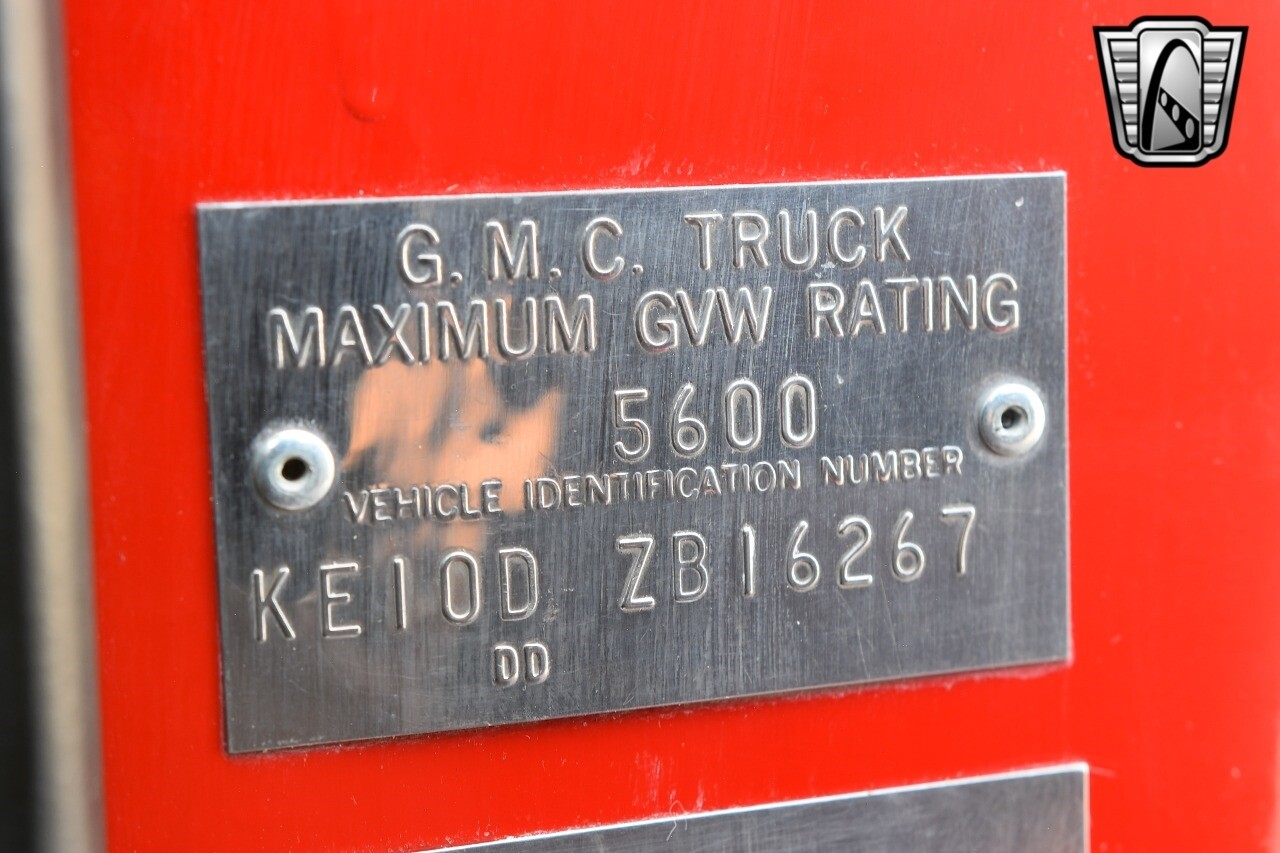 G. M. C. TRUCK
MAXIMUM GVW RATING
5600
VEHICLE IDENTIFICATION NUMBER
KE10D ZB16267
DD